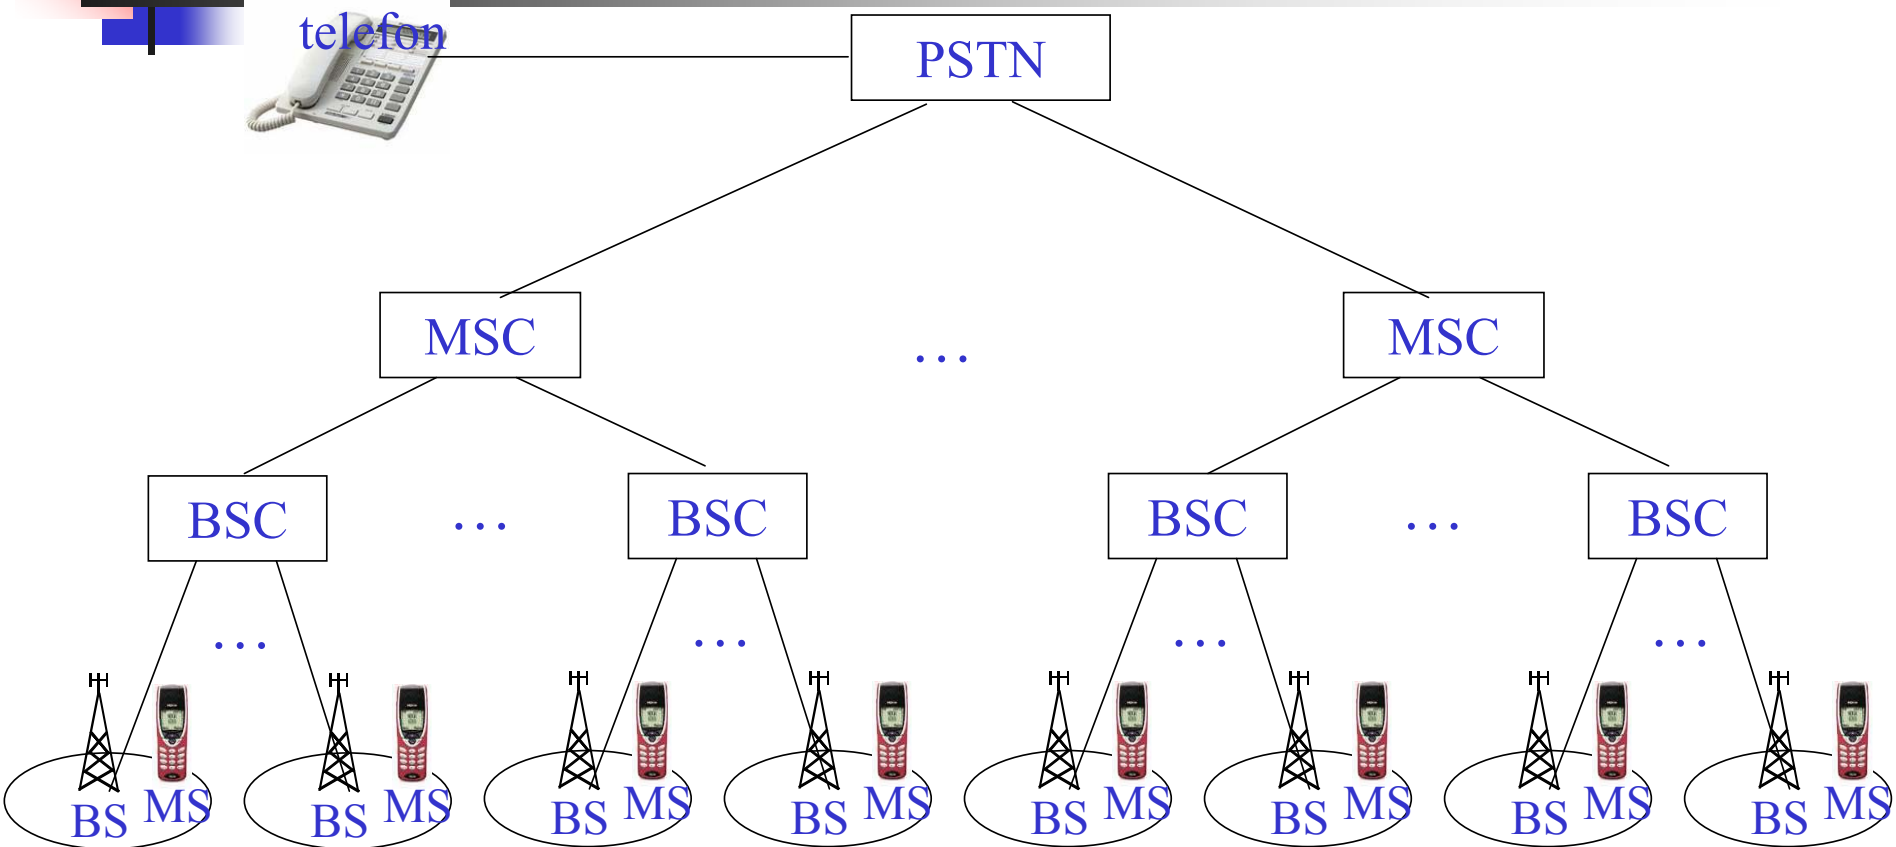 telefon
PSTN
MSC … MSC
BSC … BSC BSC … BSC
… … … …
BS MS BS MS BS MS BS MS BS MS BS MS BS MS BS MS